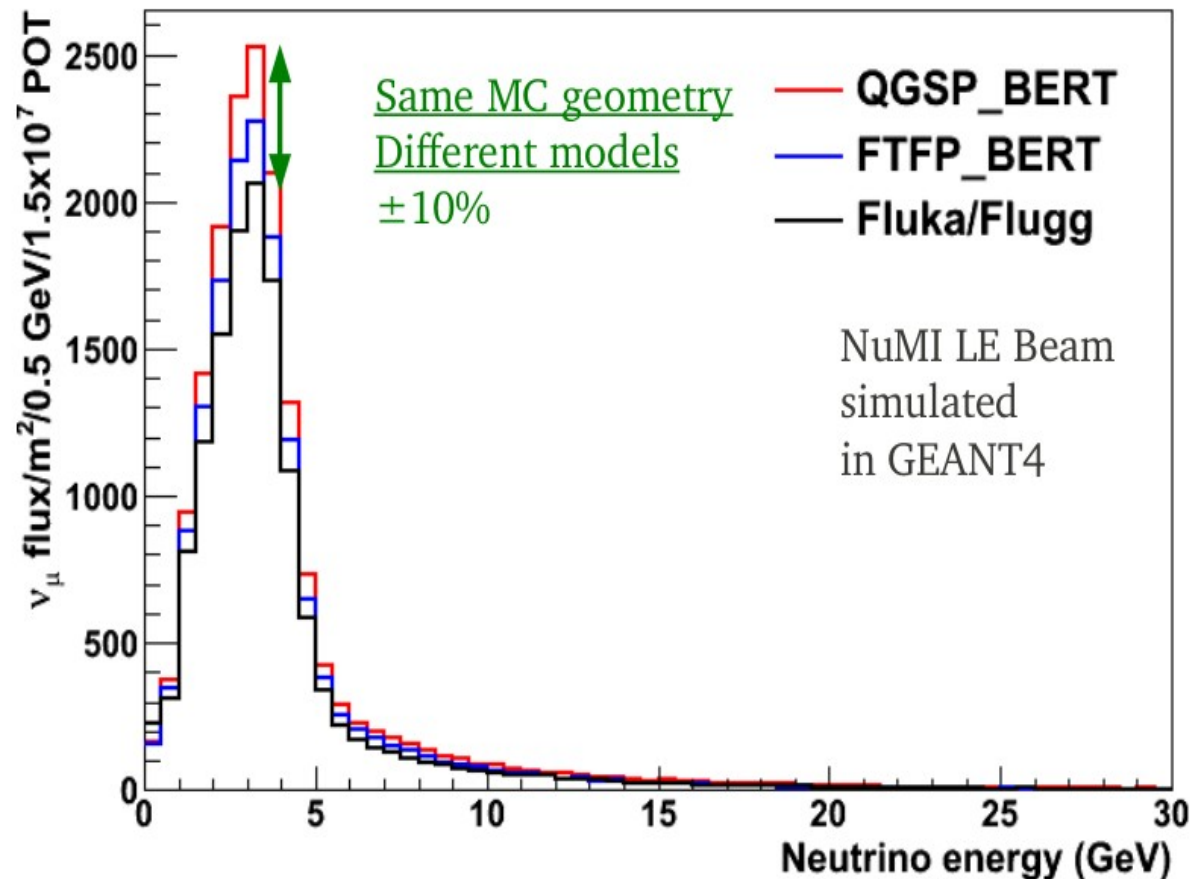 ν_μ flux/m²/0.5 GeV/1.5x10⁷ POT
2500
2000
1500
1000
500
0
Same MC geometry
Different models
±10%
QGSP_BERT
FTFP_BERT
Fluka/Flugg
NuMI LE Beam
simulated
in GEANT4
0 5 10 15 20 25 30
Neutrino energy (GeV)